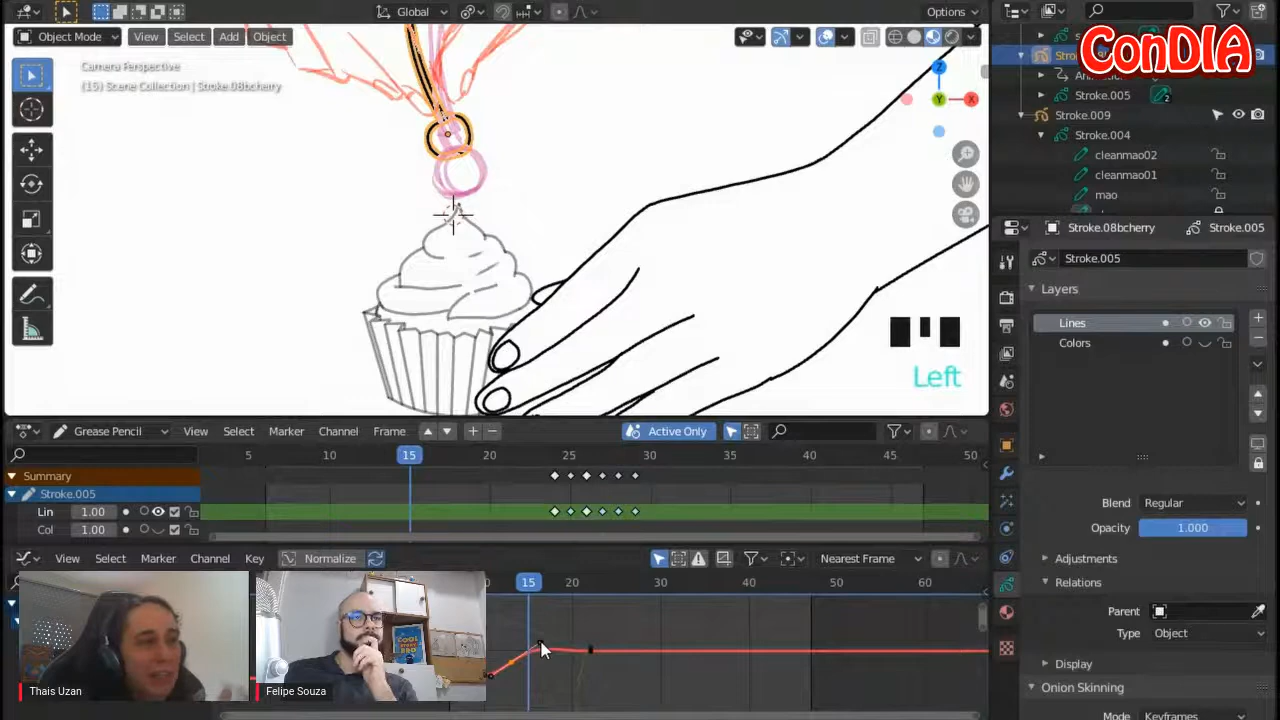 Global
Options
ConDIA
Object Mode
View
Select
Add
Object
Camera Perspective
(15) Scene Collection | Stroke.08bcherry
Z
Y
X
Left
Stroke.005
2
Stroke.009
Stroke.004
cleanmao02
cleanmao01
mao
Stroke.08bcherry
Stroke.005
Stroke.005
Layers
Lines
Colors
Blend
Regular
Opacity
1.000
Adjustments
Relations
Parent
Type
Object
Display
Onion Skinning
Mode
Keyframes
Grease Pencil
View
Select
Marker
Channel
Frame
Active Only
5
10
15
20
25
30
35
40
45
50
Summary
Stroke.005
Lin
1.00
Col
1.00
View
Select
Marker
Channel
Key
Normalize
Nearest Frame
15
20
30
40
50
60
COOL STORY BRO
Thais Uzan
Felipe Souza